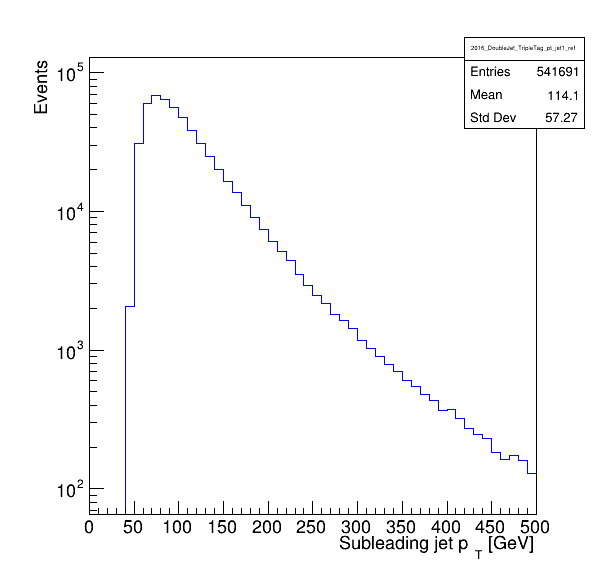 2016_DoubleJet_TripleTag_pt_jet1_ref
Entries 541691
Mean 114.1
Std Dev 57.27
Events
10^5
10^4
10^3
10^2
0 50 100 150 200 250 300 350 400 450 500
Subleading jet p_T [GeV]